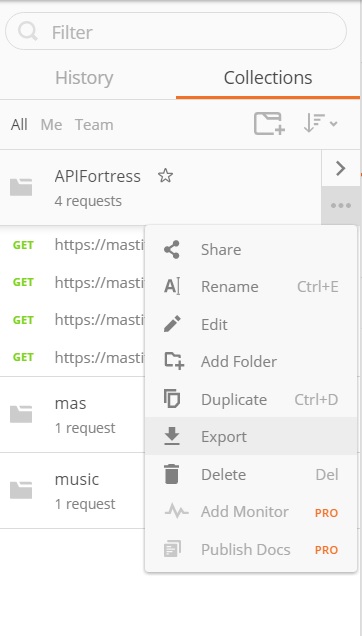 Filter
History Collections
All Me Team
APIFortress
4 requests
GET https://masti
GET https://masti
GET https://masti
GET https://masti
Share
Rename Ctrl+E
Edit
Add Folder
Duplicate Ctrl+D
Export
Delete Del
Add Monitor PRO
Publish Docs PRO
mas
1 request
music
1 request